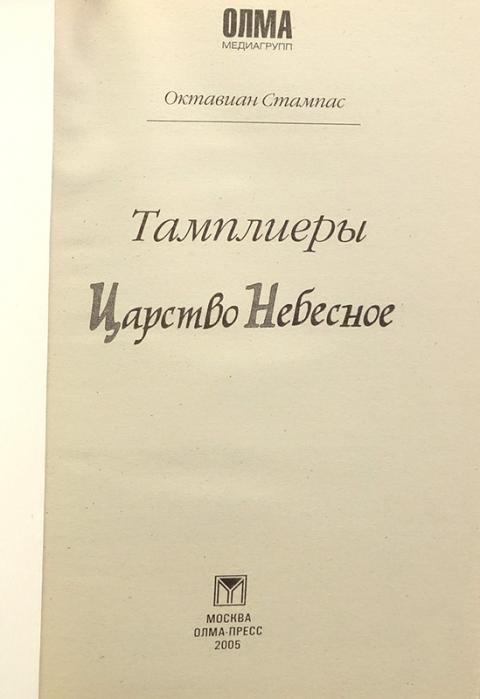 ОЛМА
МЕДИАГРУПП
Октавиан Стампас
Тамплиеры
Царство Небесное
МОСКВА
ОЛМА-ПРЕСС
2005